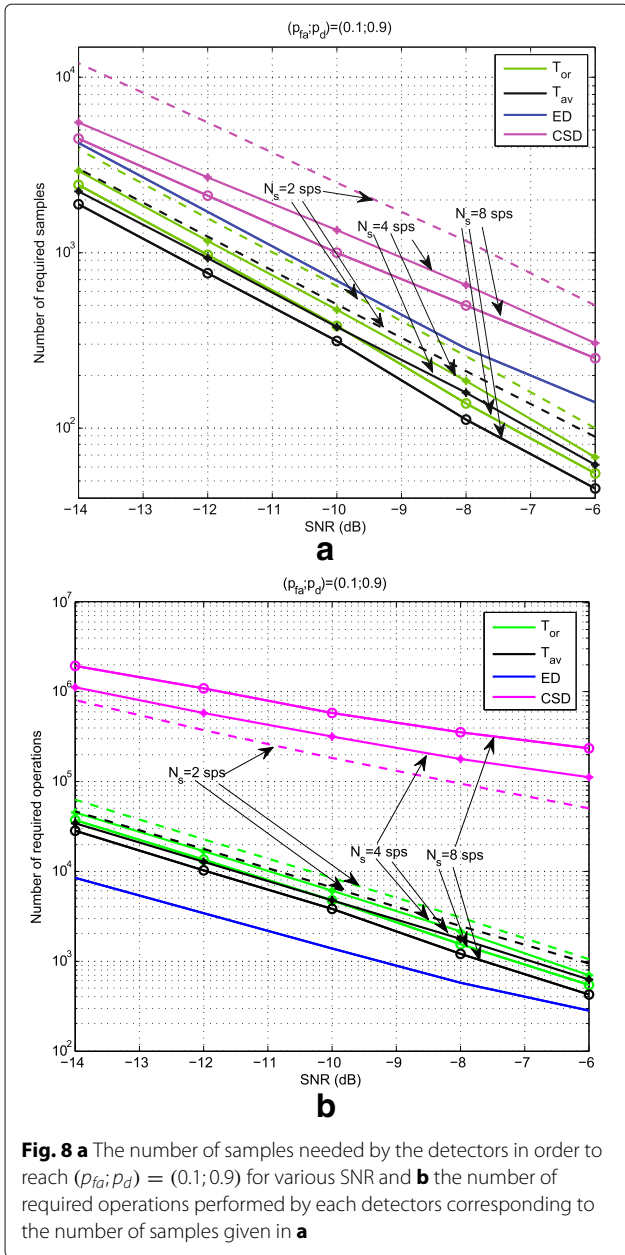 (p_fa;p_d)=(0.1;0.9)
10^4
T_or
T_av
ED
CSD
N_s=2 sps
N_s=8 sps
N_s=4 sps
10^3
Number of required samples
10^2
−14 −13 −12 −11 −10 −9 −8 −7 −6
SNR (dB)
a
(p_fa;p_d)=(0.1;0.9)
10^7
T_or
T_av
ED
CSD
10^6
10^5
N_s=2 sps
N_s=4 sps
N_s=8 sps
10^4
Number of required operations
10^3
10^2
−14 −13 −12 −11 −10 −9 −8 −7 −6
SNR (dB)
b
Fig. 8 a The number of samples needed by the detectors in order to
reach (p_fa; p_d) = (0.1; 0.9) for various SNR and b the number of
required operations performed by each detectors corresponding to
the number of samples given in a